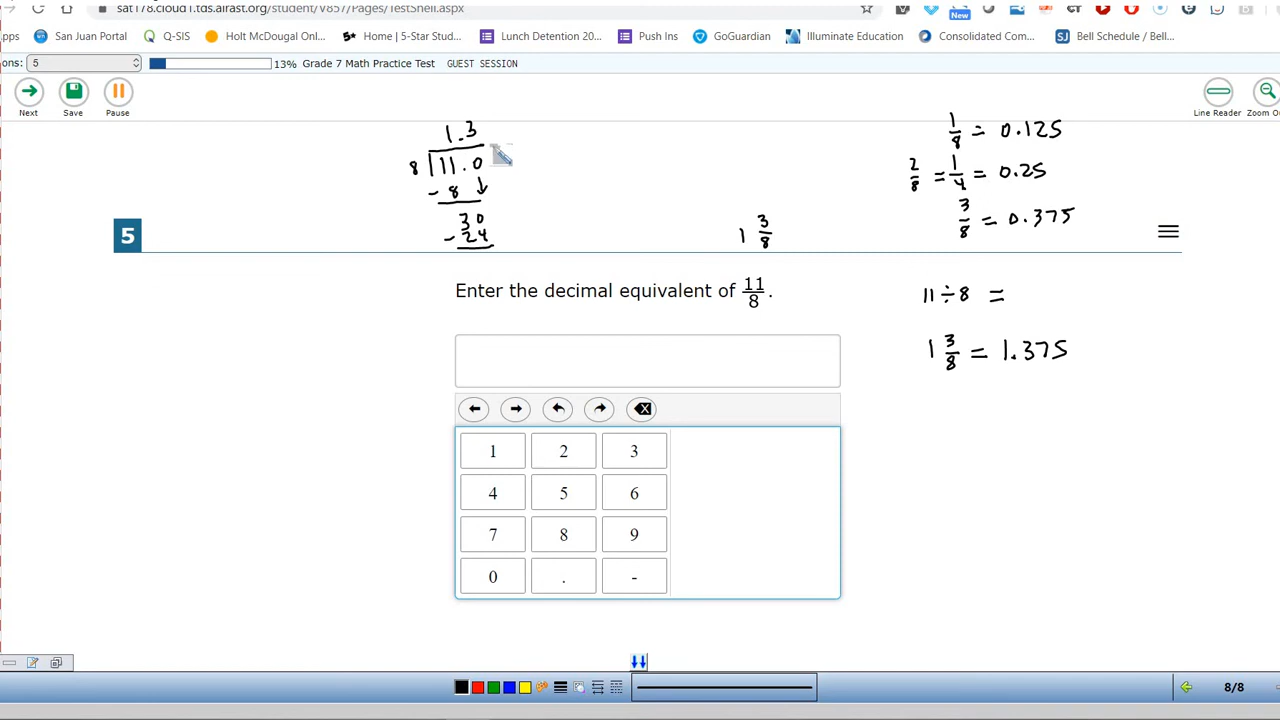 sat178.cloud1.tds.airast.org/student/V857/Pages/TestShell.aspx
New
pps San Juan Portal Q-SIS Holt McDougal Onl... Home | 5-Star Stud... Lunch Detention 20... Push Ins GoGuardian Illuminate Education Consolidated Com... Bell Schedule / Bell...
ons: 5 13% Grade 7 Math Practice Test GUEST SESSION
Next Save Pause Line Reader Zoom O
1.3
8 11.0
- 8 ↓
30
- 24
1/8 = 0.125
2/8 = 1/4 = 0.25
3/8 = 0.375
5
1 3/8
Enter the decimal equivalent of 11/8.
11 ÷ 8 =
1 3/8 = 1.375
1 2 3
4 5 6
7 8 9
0 . -
8/8